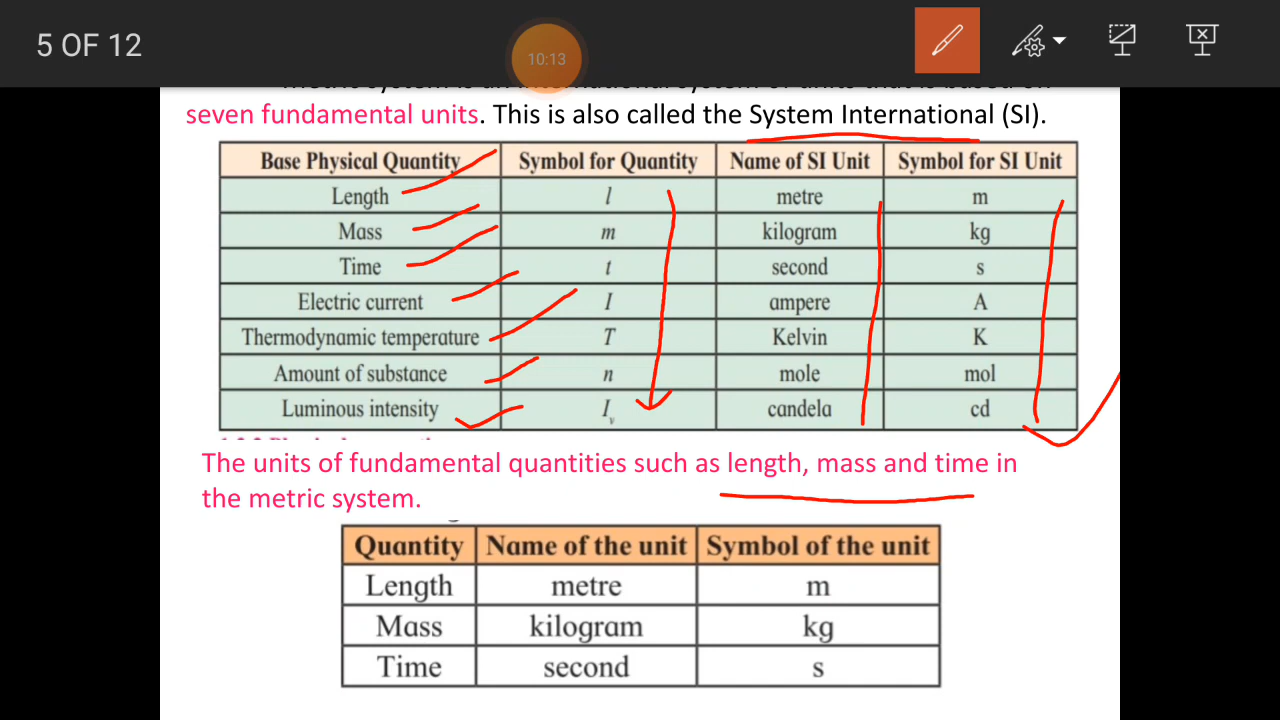 5 OF 12
10:13
seven fundamental units. This is also called the System International (SI).
Base Physical Quantity Symbol for Quantity Name of SI Unit Symbol for SI Unit
Length l metre m
Mass m kilogram kg
Time t second s
Electric current I ampere A
Thermodynamic temperature T Kelvin K
Amount of substance n mole mol
Luminous intensity Iv candela cd
The units of fundamental quantities such as length, mass and time in
the metric system.
Quantity Name of the unit Symbol of the unit
Length metre m
Mass kilogram kg
Time second s